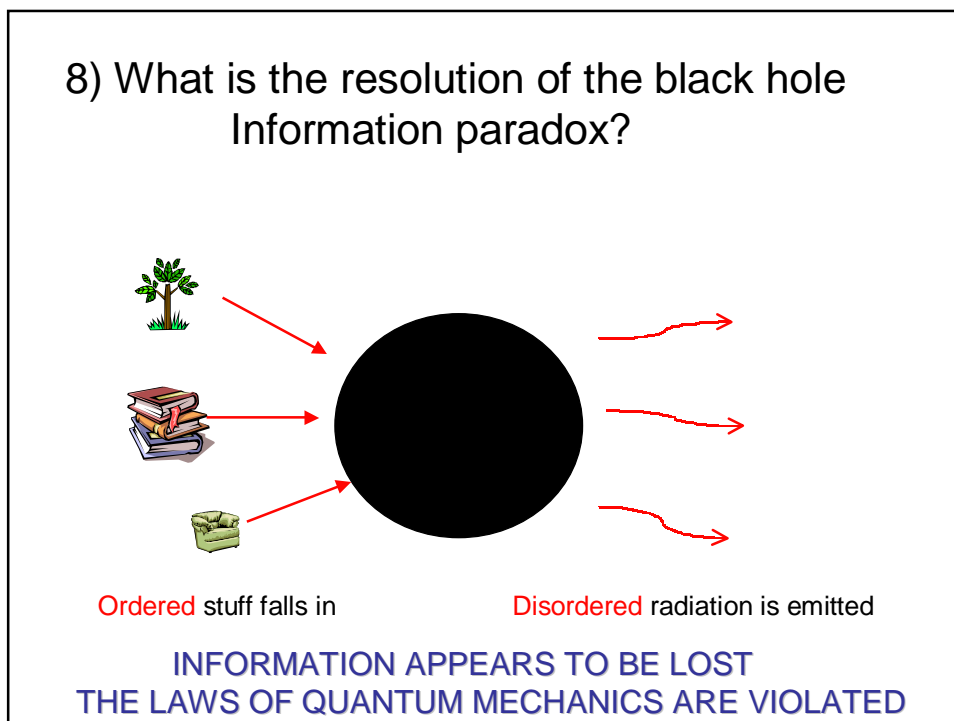 8) What is the resolution of the black hole
Information paradox?
Ordered stuff falls in
Disordered radiation is emitted
INFORMATION APPEARS TO BE LOST
THE LAWS OF QUANTUM MECHANICS ARE VIOLATED